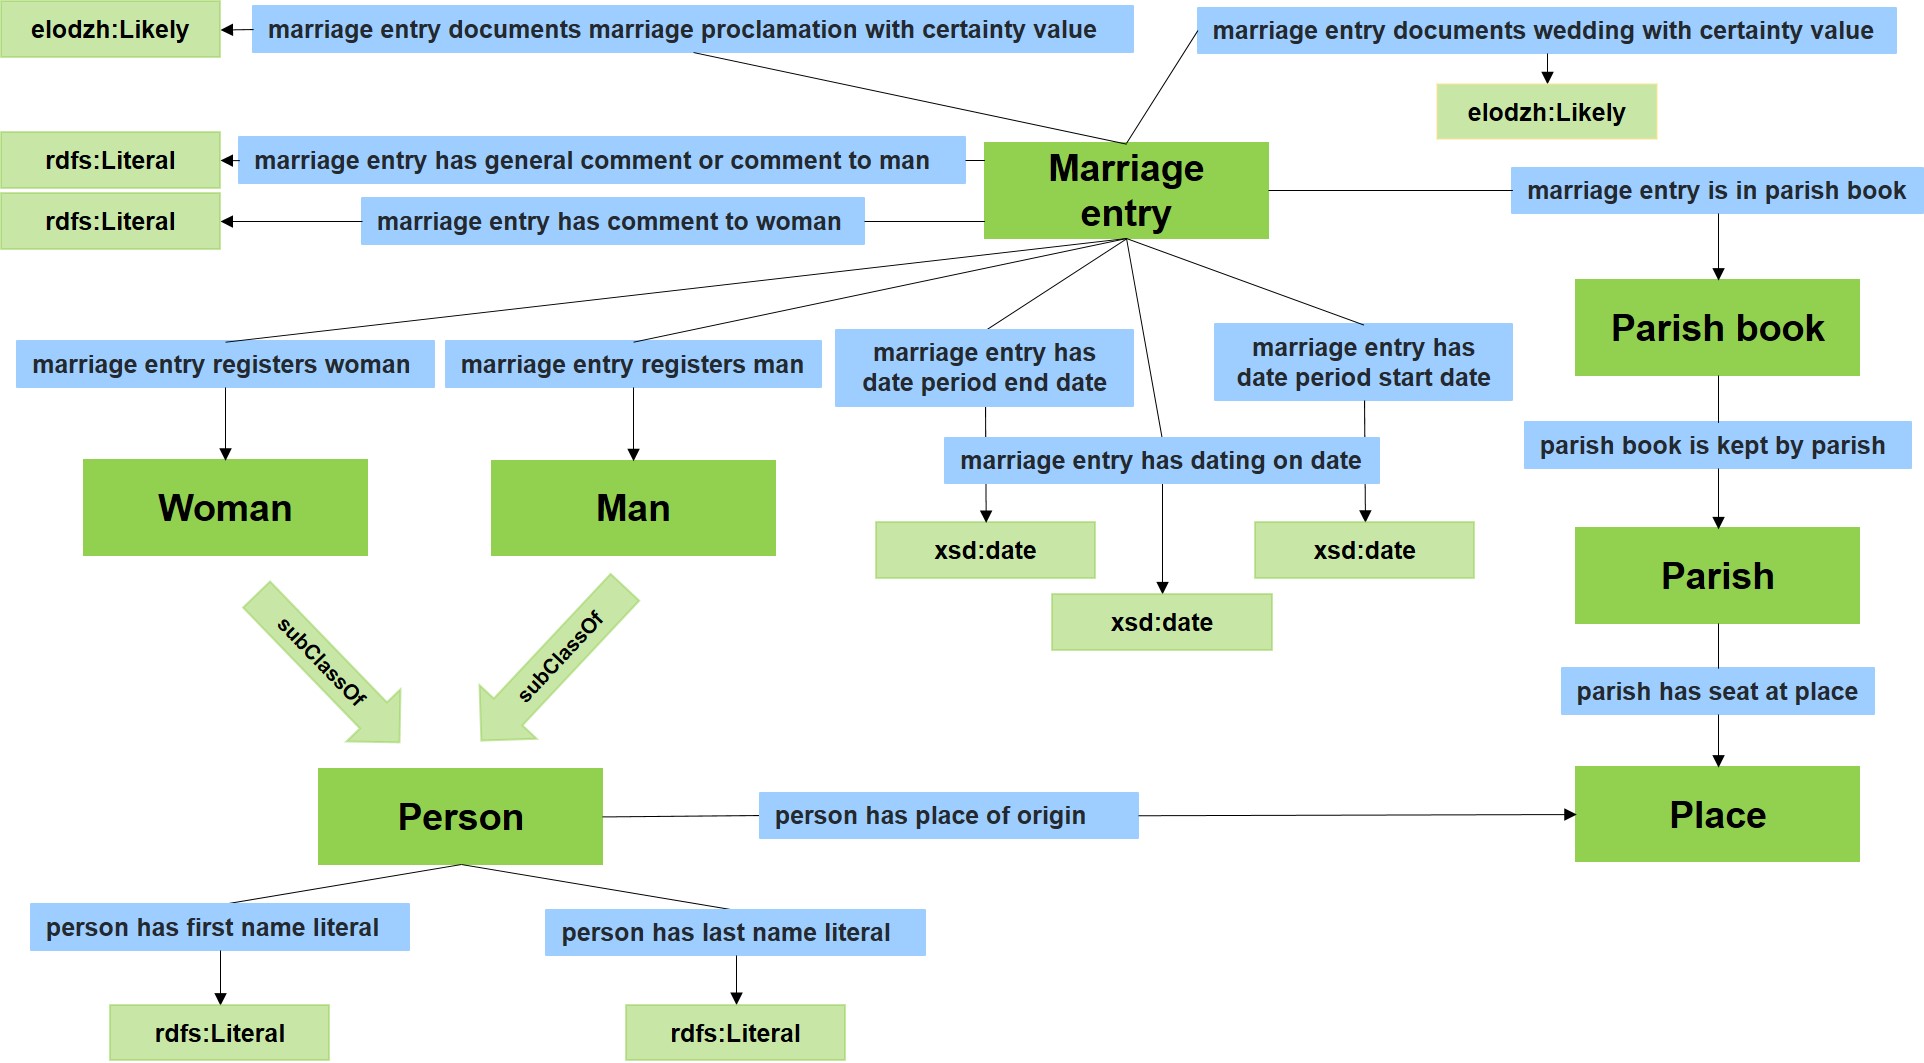 elodzh:Likely
marriage entry documents marriage proclamation with certainty value
marriage entry documents wedding with certainty value
elodzh:Likely
rdfs:Literal
marriage entry has general comment or comment to man
Marriage
entry
marriage entry is in parish book
rdfs:Literal
marriage entry has comment to woman
Parish book
marriage entry registers woman
marriage entry registers man
marriage entry has
date period end date
marriage entry has
date period start date
parish book is kept by parish
marriage entry has dating on date
Woman
Man
xsd:date
xsd:date
Parish
xsd:date
subClassOf
subClassOf
parish has seat at place
Person
person has place of origin
Place
person has first name literal
person has last name literal
rdfs:Literal
rdfs:Literal